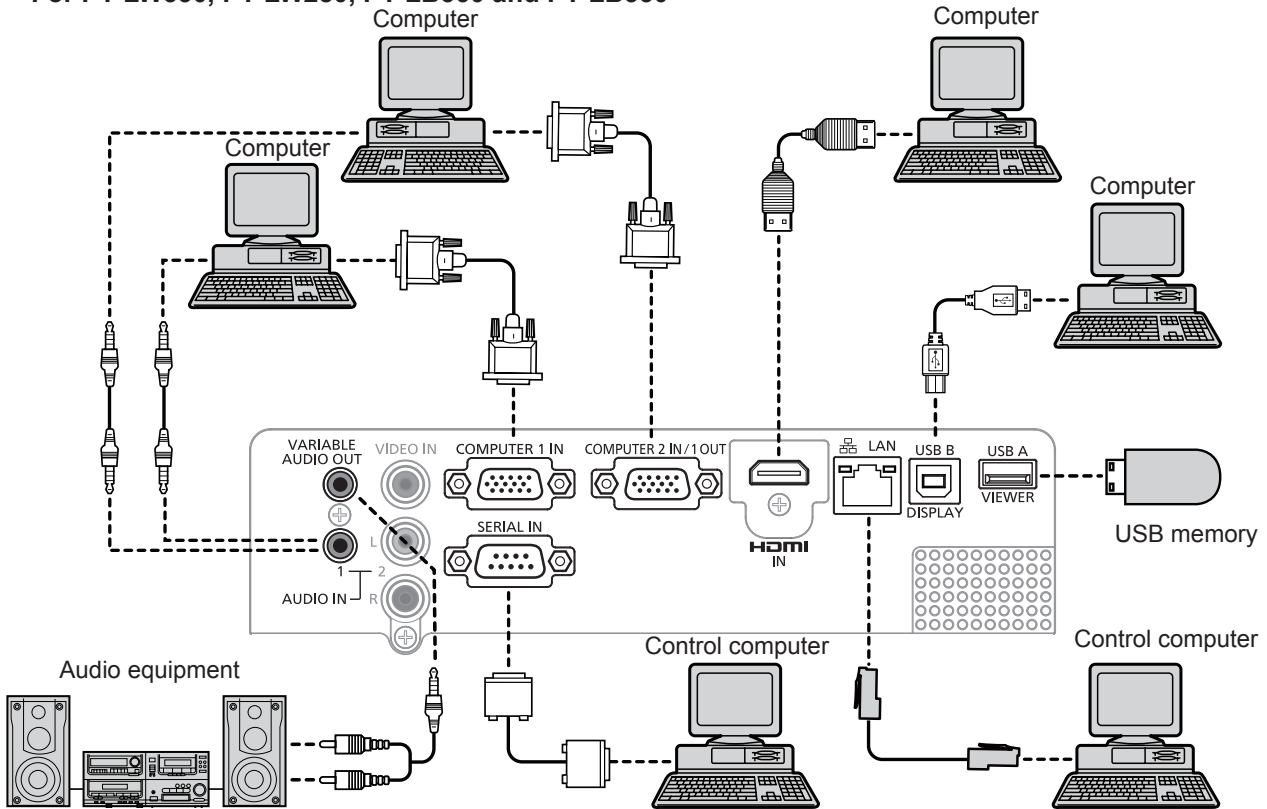 Computer
Computer
Computer
Computer
VARIABLE
AUDIO OUT
VIDEO IN
COMPUTER 1 IN
COMPUTER 2 IN/1 OUT
LAN
USB B
USB A
VIEWER
DISPLAY
USB memory
SERIAL IN
HDMI
IN
L
1
2
AUDIO IN
R
Control computer
Control computer
Audio equipment